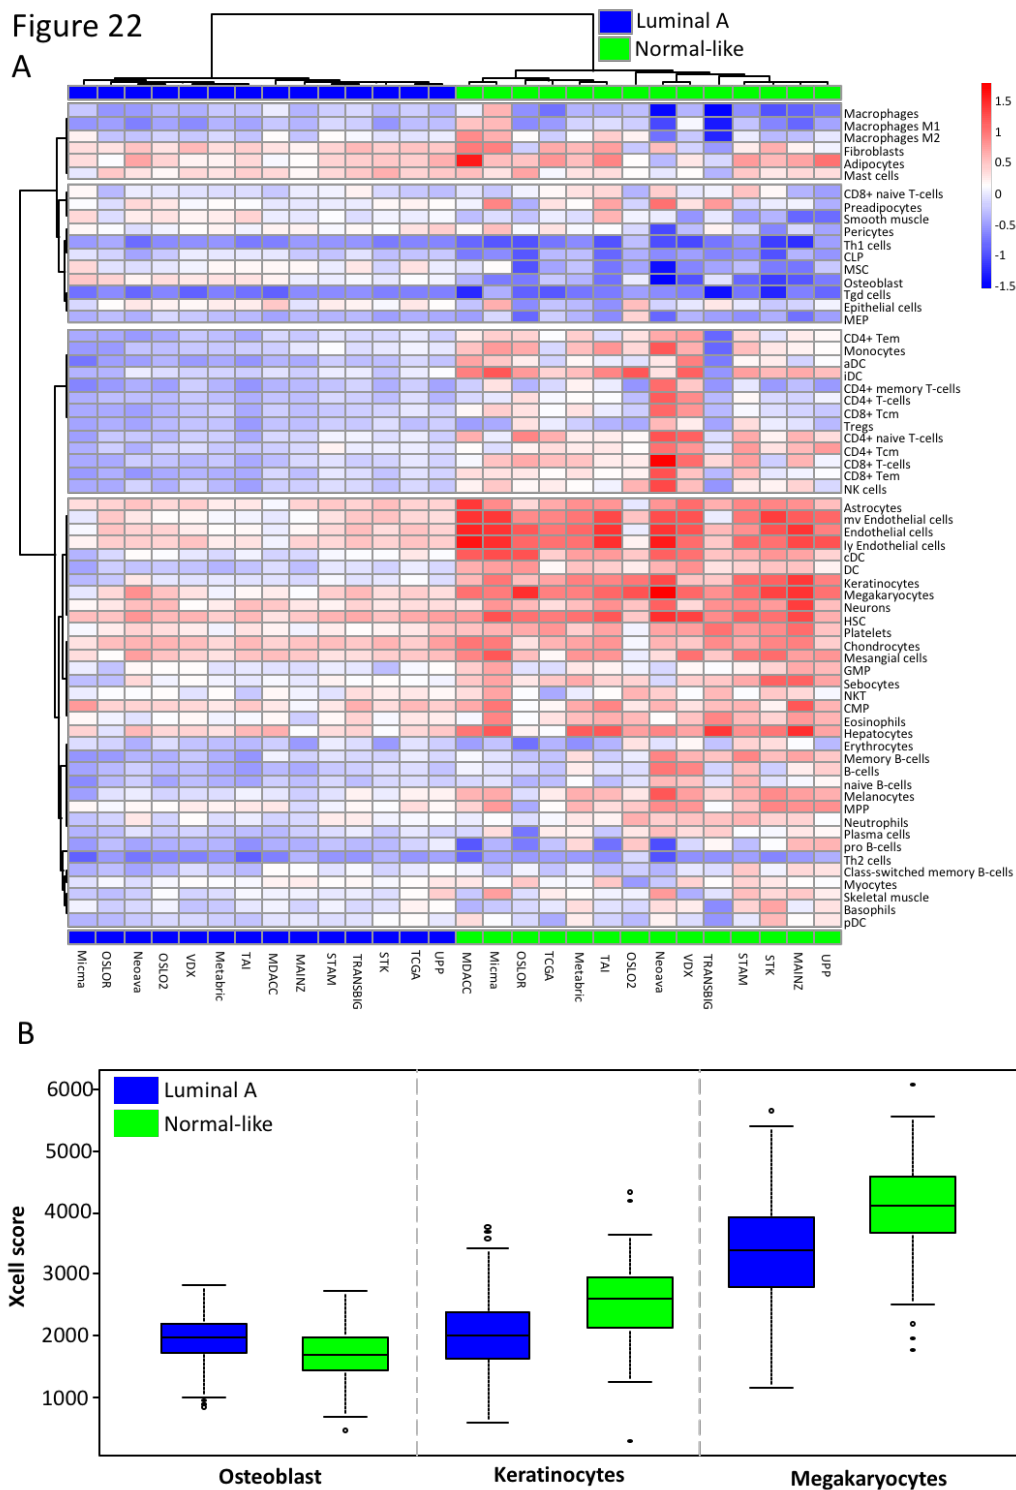 Figure 22
Luminal A
Normal-like
A
Macrophages
Macrophages M1
Macrophages M2
Fibroblasts
Adipocytes
Mast cells
CD8+ naive T-cells
Preadipocytes
Smooth muscle
Pericytes
Th1 cells
CLP
MSC
Osteoblast
Tgd cells
Epithelial cells
MEP
CD4+ Tem
Monocytes
aDC
iDC
CD4+ memory T-cells
CD4+ T-cells
CD8+ Tcm
Tregs
CD4+ naive T-cells
CD4+ Tcm
CD8+ T-cells
CD8+ Tem
NK cells
Astrocytes
mv Endothelial cells
Endothelial cells
ly Endothelial cells
cDC
DC
Keratinocytes
Megakaryocytes
Neurons
HSC
Platelets
Chondrocytes
Mesangial cells
GMP
Sebocytes
NKT
CMP
Eosinophils
Hepatocytes
Erythrocytes
Memory B-cells
B-cells
naive B-cells
Melanocytes
MPP
Neutrophils
Plasma cells
pro B-cells
Th2 cells
Class-switched memory B-cells
Myocytes
Skeletal muscle
Basophils
pDC
1.5
1
0.5
0
-0.5
-1
-1.5
Micma
OSLOR
Neoava
OSLO2
VDX
Metabric
TAI
MDACC
MAINZ
STAM
TRANSBIG
STK
TCGA
UPP
MDACC
Micma
OSLOR
TCGA
Metabric
TAI
OSLO2
Neoava
VDX
TRANSBIG
STAM
STK
MAINZ
UPP
B
Luminal A
Normal-like
Xcell score
6000
5000
4000
3000
2000
1000
Osteoblast
Keratinocytes
Megakaryocytes